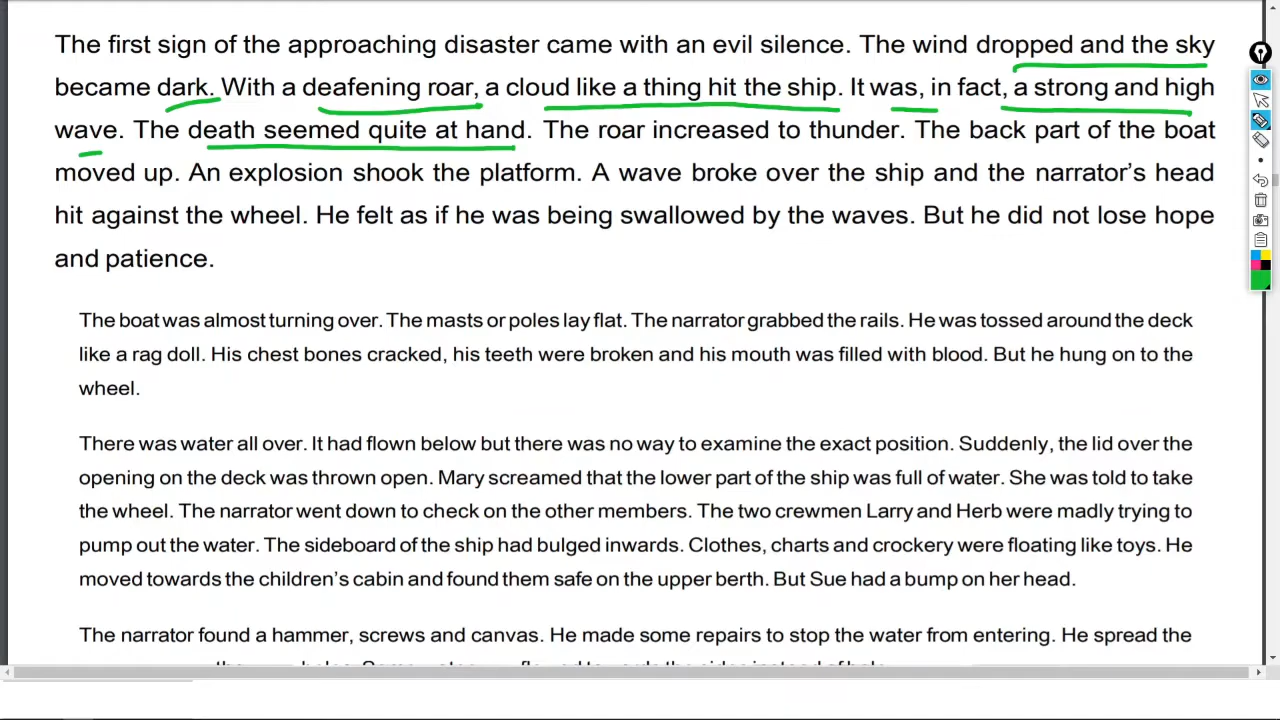 The first sign of the approaching disaster came with an evil silence. The wind dropped and the sky
became dark. With a deafening roar, a cloud like a thing hit the ship. It was, in fact, a strong and high
wave. The death seemed quite at hand. The roar increased to thunder. The back part of the boat
moved up. An explosion shook the platform. A wave broke over the ship and the narrator's head
hit against the wheel. He felt as if he was being swallowed by the waves. But he did not lose hope
and patience.
The boat was almost turning over. The masts or poles lay flat. The narrator grabbed the rails. He was tossed around the deck
like a rag doll. His chest bones cracked, his teeth were broken and his mouth was filled with blood. But he hung on to the
wheel.
There was water all over. It had flown below but there was no way to examine the exact position. Suddenly, the lid over the
opening on the deck was thrown open. Mary screamed that the lower part of the ship was full of water. She was told to take
the wheel. The narrator went down to check on the other members. The two crewmen Larry and Herb were madly trying to
pump out the water. The sideboard of the ship had bulged inwards. Clothes, charts and crockery were floating like toys. He
moved towards the children's cabin and found them safe on the upper berth. But Sue had a bump on her head.
The narrator found a hammer, screws and canvas. He made some repairs to stop the water from entering. He spread the